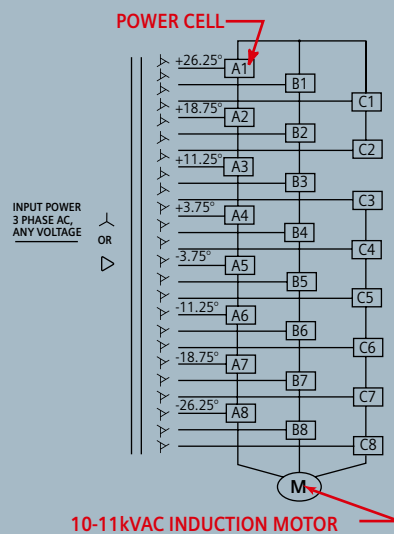 POWER CELL
+26.25°
A1
B1
C1
+18.75°
A2
B2
C2
+11.25°
A3
B3
C3
+3.75°
A4
B4
C4
INPUT POWER
3 PHASE AC,
ANY VOLTAGE
OR
-3.75°
A5
B5
C5
-11.25°
A6
B6
C6
-18.75°
A7
B7
C7
-26.25°
A8
B8
C8
M
10-11kVAC INDUCTION MOTOR